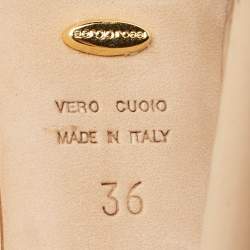 sergio rossi
VERO CUOIO
MADE IN ITALY
36